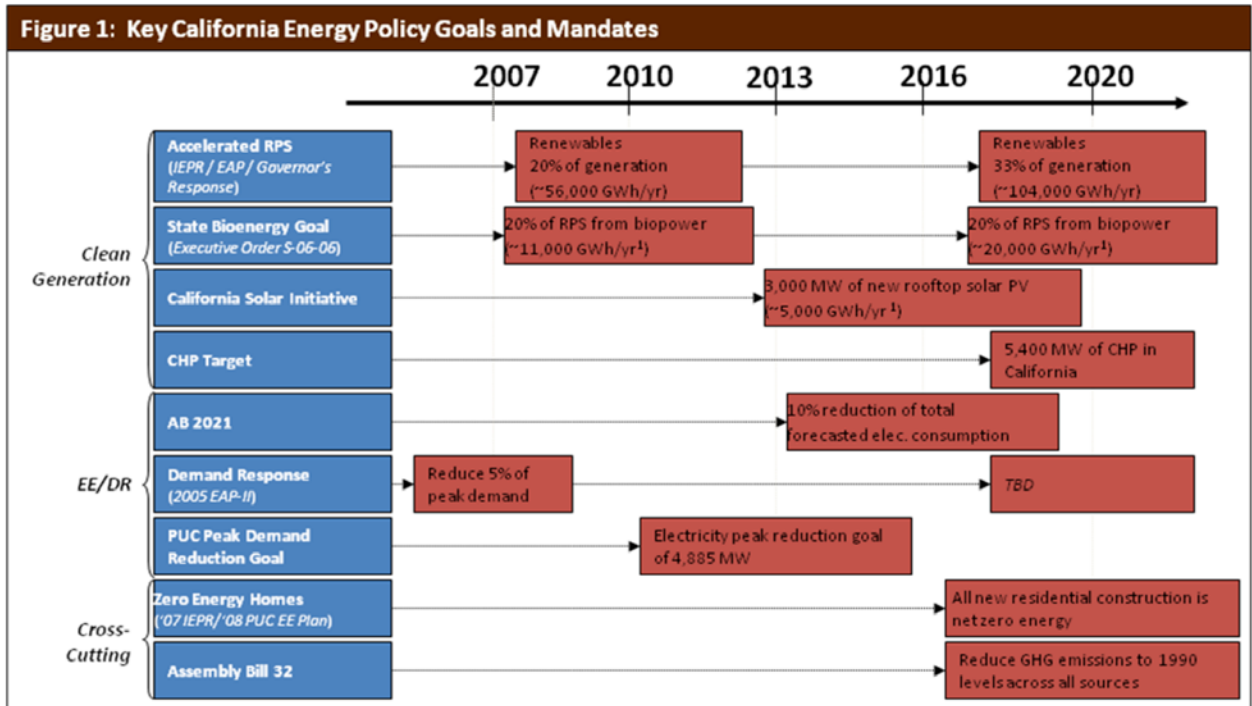 Figure 1: Key California Energy Policy Goals and Mandates
2007 2010 2013 2016 2020
Clean
Generation
Accelerated RPS
(IEPR / EAP / Governor's
Response)
Renewables
20% of generation
(~56,000 GWh/yr)
Renewables
33% of generation
(~104,000 GWh/yr)
State Bioenergy Goal
(Executive Order S-06-06)
20% of RPS from biopower
(~11,000 GWh/yr¹)
20% of RPS from biopower
(~20,000 GWh/yr¹)
California Solar Initiative
3,000 MW of new rooftop solar PV
(~5,000 GWh/yr ¹)
CHP Target
5,400 MW of CHP in
California
EE/DR
AB 2021
10% reduction of total
forecasted elec. consumption
Demand Response
(2005 EAP-II)
Reduce 5% of
peak demand
TBD
PUC Peak Demand
Reduction Goal
Electricity peak reduction goal
of 4,885 MW
Cross-
Cutting
Zero Energy Homes
('07 IEPR/'08 PUC EE Plan)
All new residential construction is
net zero energy
Assembly Bill 32
Reduce GHG emissions to 1990
levels across all sources